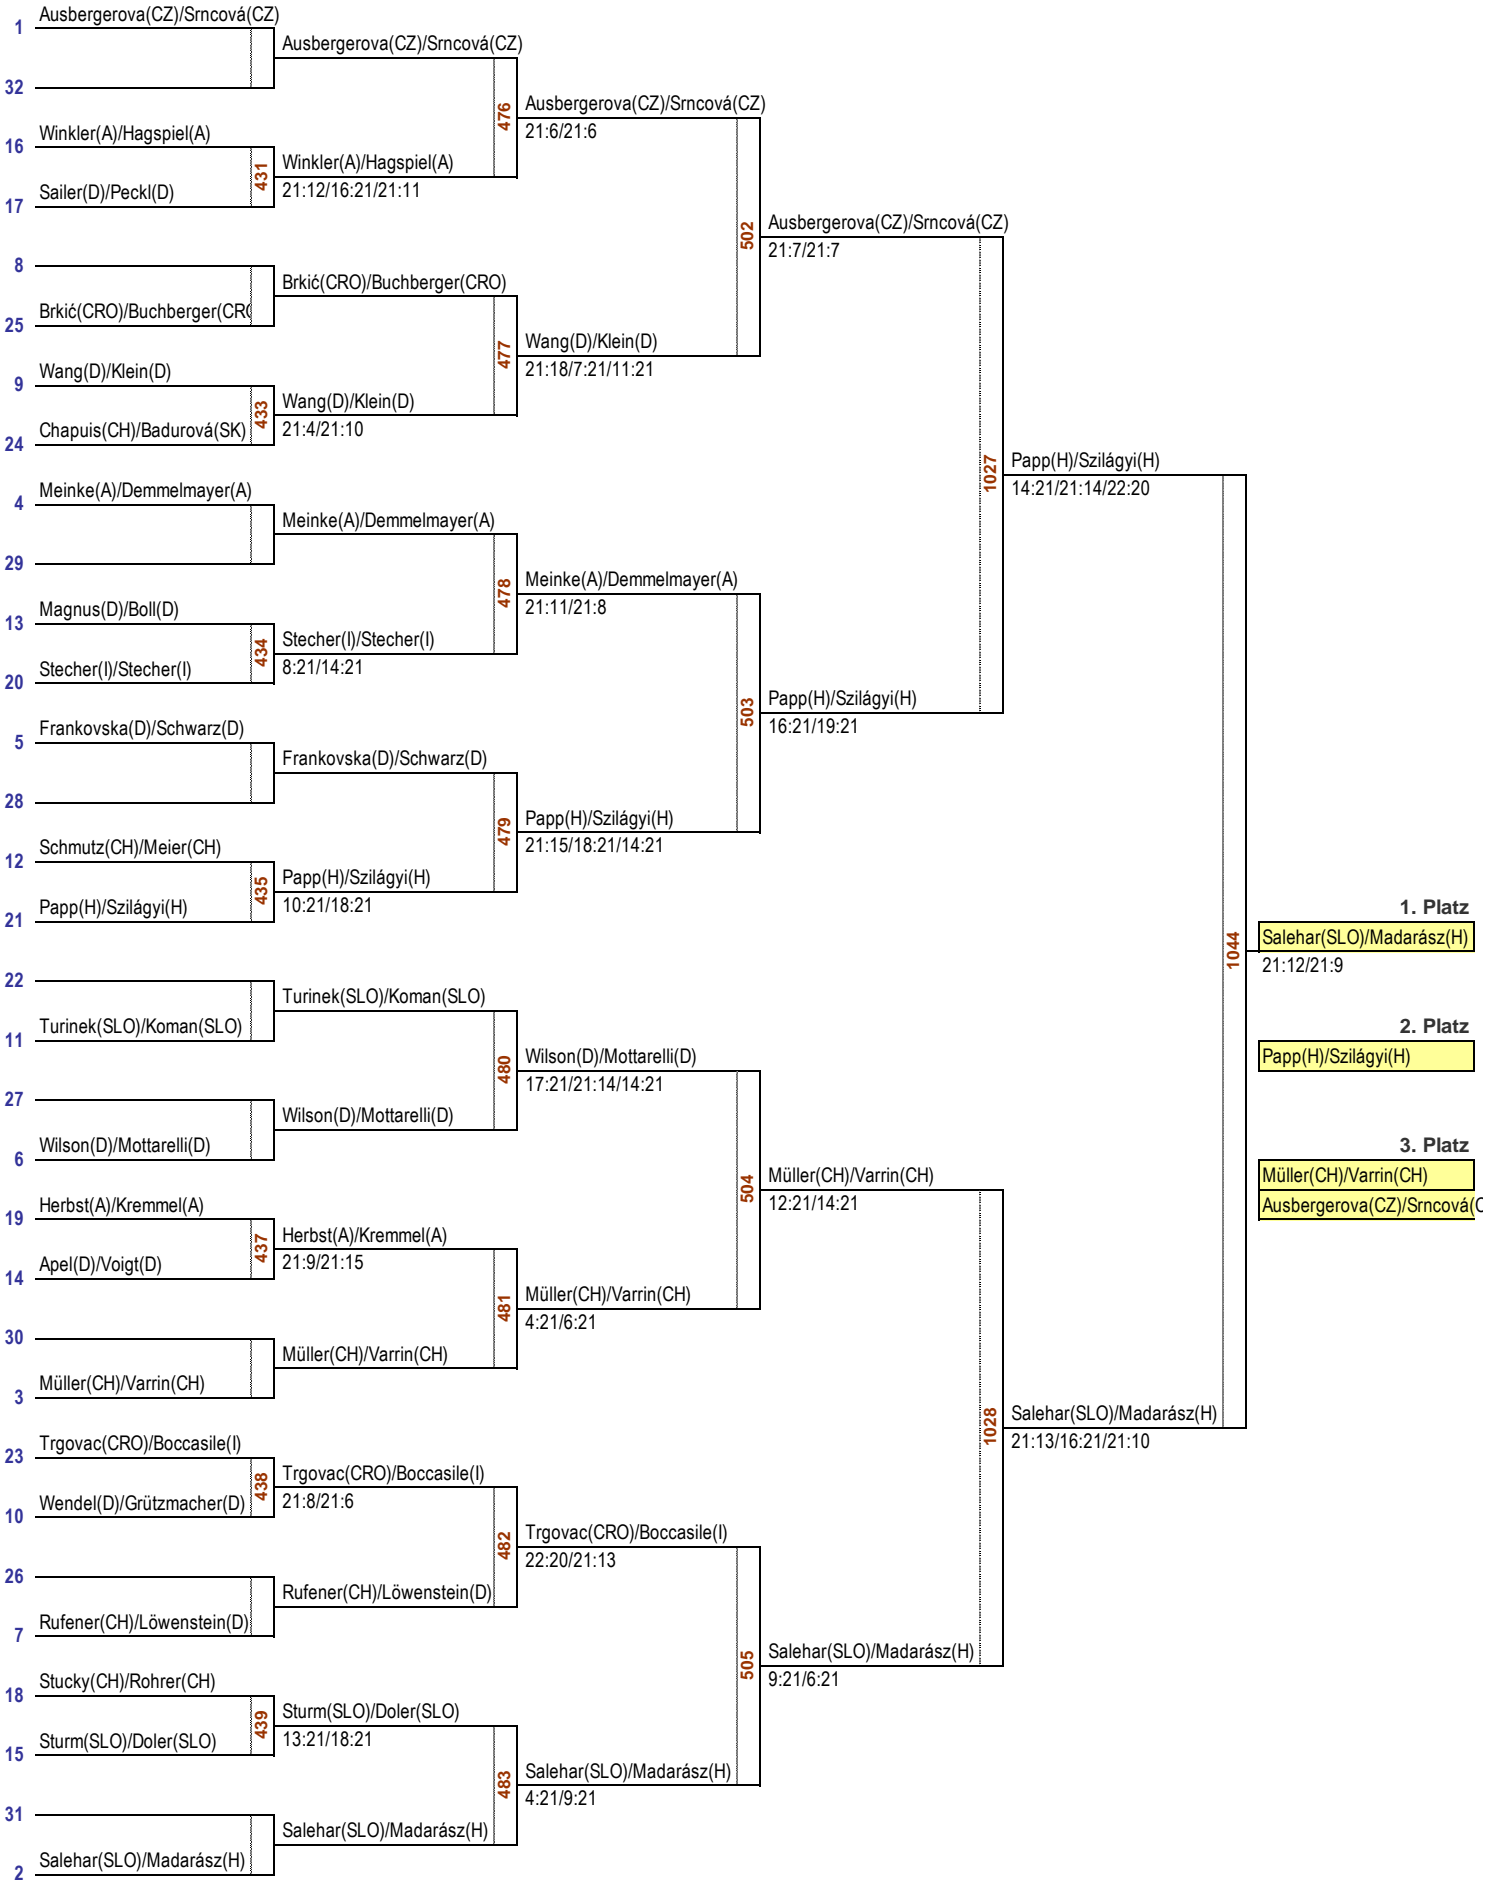 Ausbergerova(CZ)/Srncová(CZ)
1
Ausbergerova(CZ)/Srncová(CZ)
32
476
Ausbergerova(CZ)/Srncová(CZ)
21:6/21:6
Winkler(A)/Hagspiel(A)
16
431
Winkler(A)/Hagspiel(A)
21:12/16:21/21:11
Sailer(D)/Peckl(D)
17
502
Ausbergerova(CZ)/Srncová(CZ)
21:7/21:7
8
Brkić(CRO)/Buchberger(CRO)
Brkić(CRO)/Buchberger(CRO
25
477
Wang(D)/Klein(D)
21:18/7:21/11:21
Wang(D)/Klein(D)
9
433
Wang(D)/Klein(D)
21:4/21:10
Chapuis(CH)/Badurová(SK)
24
1027
Papp(H)/Szilágyi(H)
14:21/21:14/22:20
Meinke(A)/Demmelmayer(A)
4
Meinke(A)/Demmelmayer(A)
29
478
Meinke(A)/Demmelmayer(A)
21:11/21:8
Magnus(D)/Boll(D)
13
434
Stecher(I)/Stecher(I)
8:21/14:21
Stecher(I)/Stecher(I)
20
503
Papp(H)/Szilágyi(H)
16:21/19:21
Frankovska(D)/Schwarz(D)
5
Frankovska(D)/Schwarz(D)
28
479
Papp(H)/Szilágyi(H)
21:15/18:21/14:21
Schmutz(CH)/Meier(CH)
12
435
Papp(H)/Szilágyi(H)
10:21/18:21
Papp(H)/Szilágyi(H)
21
1. Platz
1044
Salehar(SLO)/Madarász(H)
21:12/21:9
22
Turinek(SLO)/Koman(SLO)
Turinek(SLO)/Koman(SLO)
11
2. Platz
Papp(H)/Szilágyi(H)
480
Wilson(D)/Mottarelli(D)
17:21/21:14/14:21
27
Wilson(D)/Mottarelli(D)
Wilson(D)/Mottarelli(D)
6
3. Platz
Müller(CH)/Varrin(CH)
Ausbergerova(CZ)/Srncová(C
504
Müller(CH)/Varrin(CH)
12:21/14:21
Herbst(A)/Kremmel(A)
19
437
Herbst(A)/Kremmel(A)
21:9/21:15
Apel(D)/Voigt(D)
14
481
Müller(CH)/Varrin(CH)
4:21/6:21
30
Müller(CH)/Varrin(CH)
Müller(CH)/Varrin(CH)
3
1028
Salehar(SLO)/Madarász(H)
21:13/16:21/21:10
Trgovac(CRO)/Boccasile(I)
23
438
Trgovac(CRO)/Boccasile(I)
21:8/21:6
Wendel(D)/Grützmacher(D)
10
482
Trgovac(CRO)/Boccasile(I)
22:20/21:13
26
Rufener(CH)/Löwenstein(D)
Rufener(CH)/Löwenstein(D)
7
505
Salehar(SLO)/Madarász(H)
9:21/6:21
Stucky(CH)/Rohrer(CH)
18
439
Sturm(SLO)/Doler(SLO)
13:21/18:21
Sturm(SLO)/Doler(SLO)
15
483
Salehar(SLO)/Madarász(H)
4:21/9:21
31
Salehar(SLO)/Madarász(H)
Salehar(SLO)/Madarász(H)
2